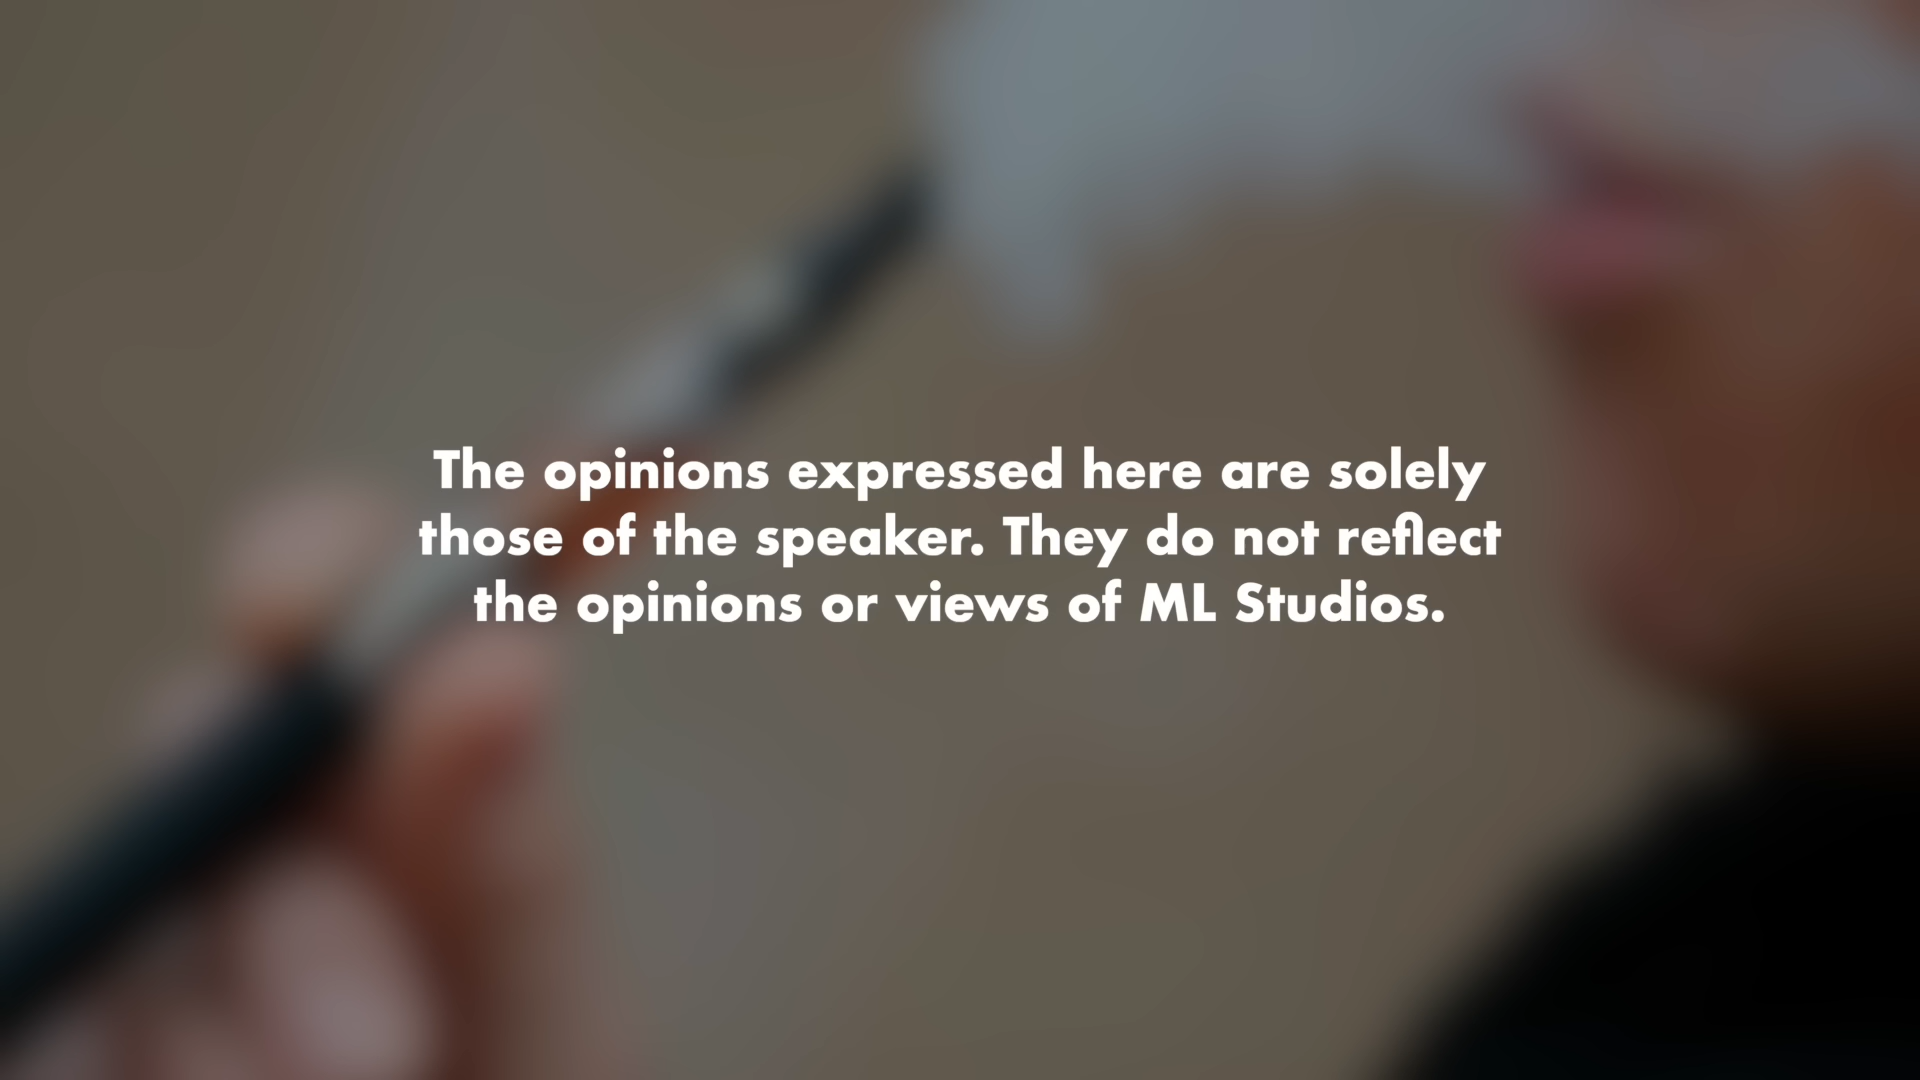 The opinions expressed here are solely
those of the speaker. They do not reflect
the opinions or views of ML Studios.